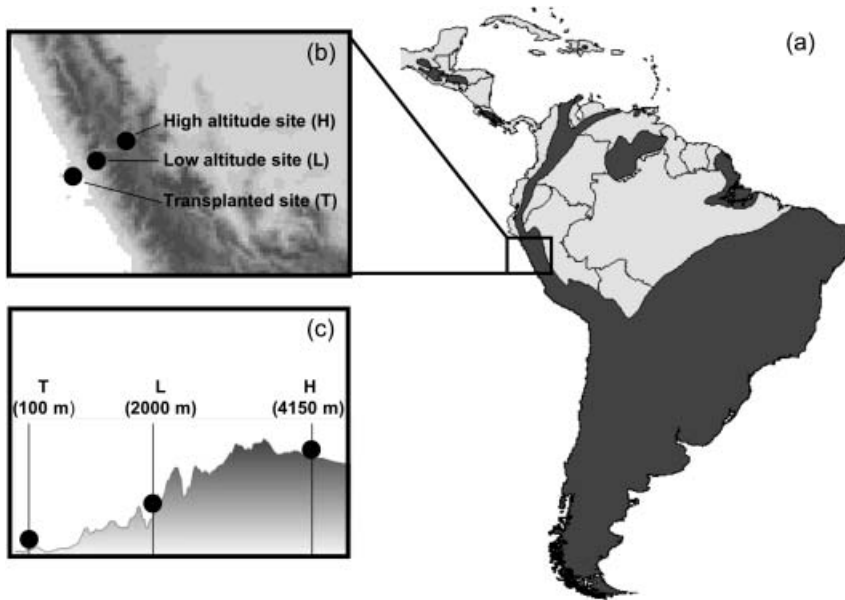 (a)
(b)
High altitude site (H)
Low altitude site (L)
Transplanted site (T)
(c)
T
(100 m)
L
(2000 m)
H
(4150 m)